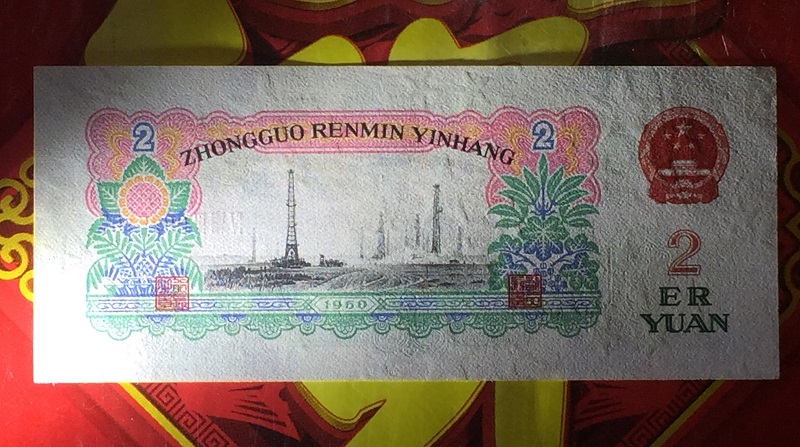 2
2
ZHONGGUO RENMIN YINHANG
1960
2
ER
YUAN